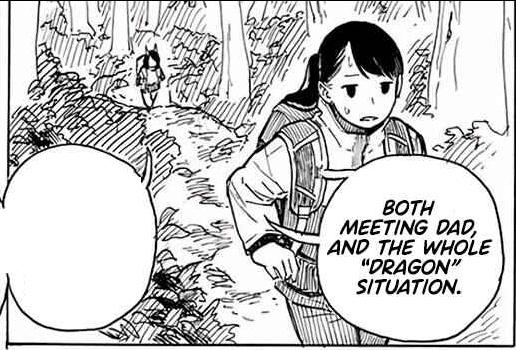 BOTH
MEETING DAD,
AND THE WHOLE
"DRAGON"
SITUATION.